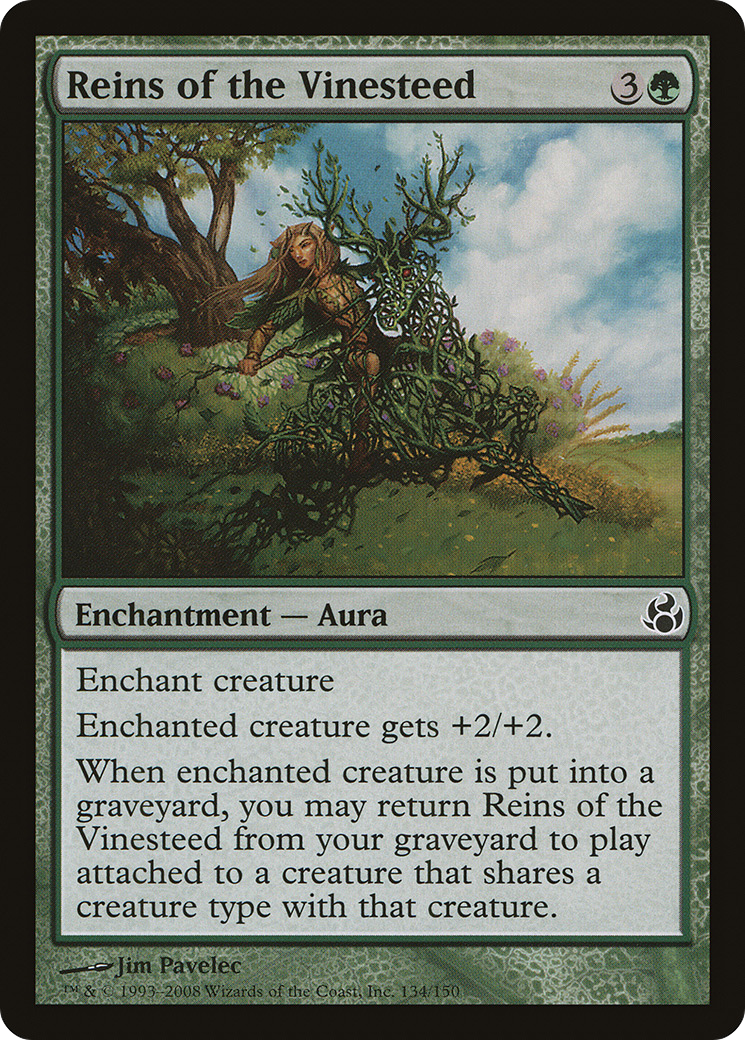 Reins of the Vinesteed 3
Enchantment — Aura
Enchant creature
Enchanted creature gets +2/+2.
When enchanted creature is put into a
graveyard, you may return Reins of the
Vinesteed from your graveyard to play
attached to a creature that shares a
creature type with that creature.
Jim Pavelec
™ & © 1993–2008 Wizards of the Coast, Inc. 134/150